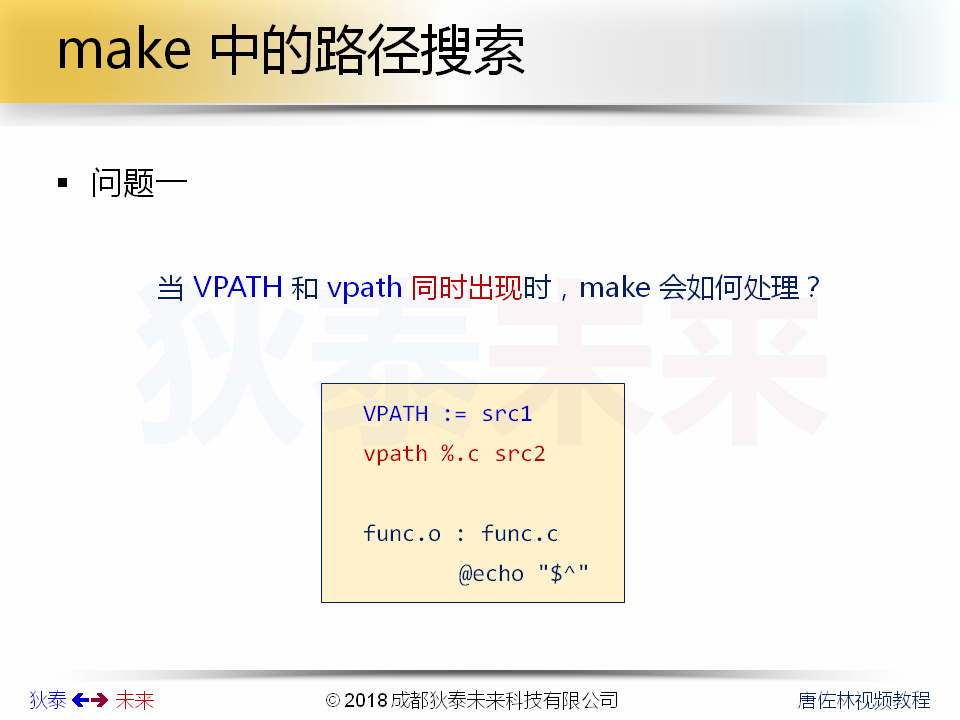 make 中的路径搜索
▪ 问题一
当 VPATH 和 vpath 同时出现时，make 会如何处理？
狄泰未来
VPATH := src1
vpath %.c src2
func.o : func.c
@echo "$^"
狄泰 未来
© 2018 成都狄泰未来科技有限公司
唐佐林视频教程